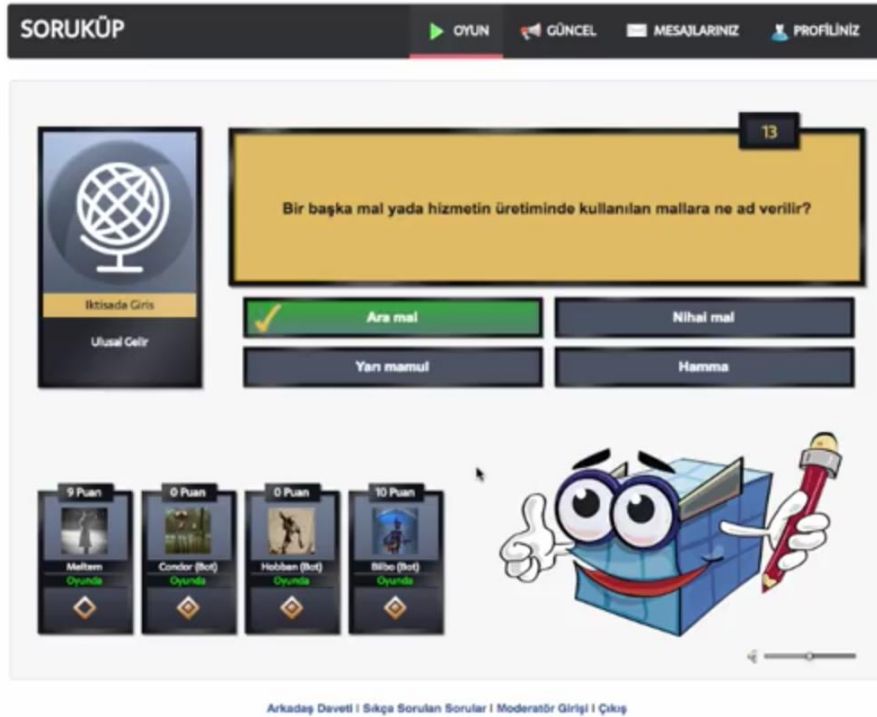 SORUKÜP
OYUN
GÜNCEL
MESAJLARINIZ
PROFİLİNİZ
13
Bir başka mal yada hizmetin üretiminde kullanılan mallara ne ad verilir?
Iktisada Giris
Ulusal Gelir
Ara mal
Nihai mal
Yarı mamul
Hamma
9 Puan
0 Puan
0 Puan
10 Puan
Meltem
Condor (Bot)
Hobban (Bot)
Bilbo (Bot)
Oyunda
Oyunda
Oyunda
Oyunda
Arkadaş Daveti | Sıkça Sorulan Sorular | Moderatör Girişi | Çıkış